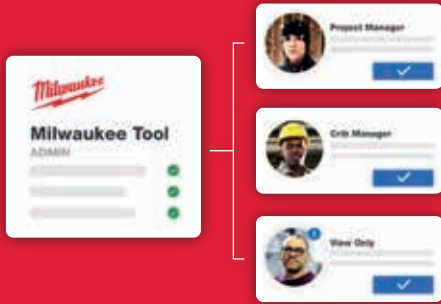 Milwaukee
Milwaukee Tool
ADMIN
Project Manager
Crib Manager
View Only